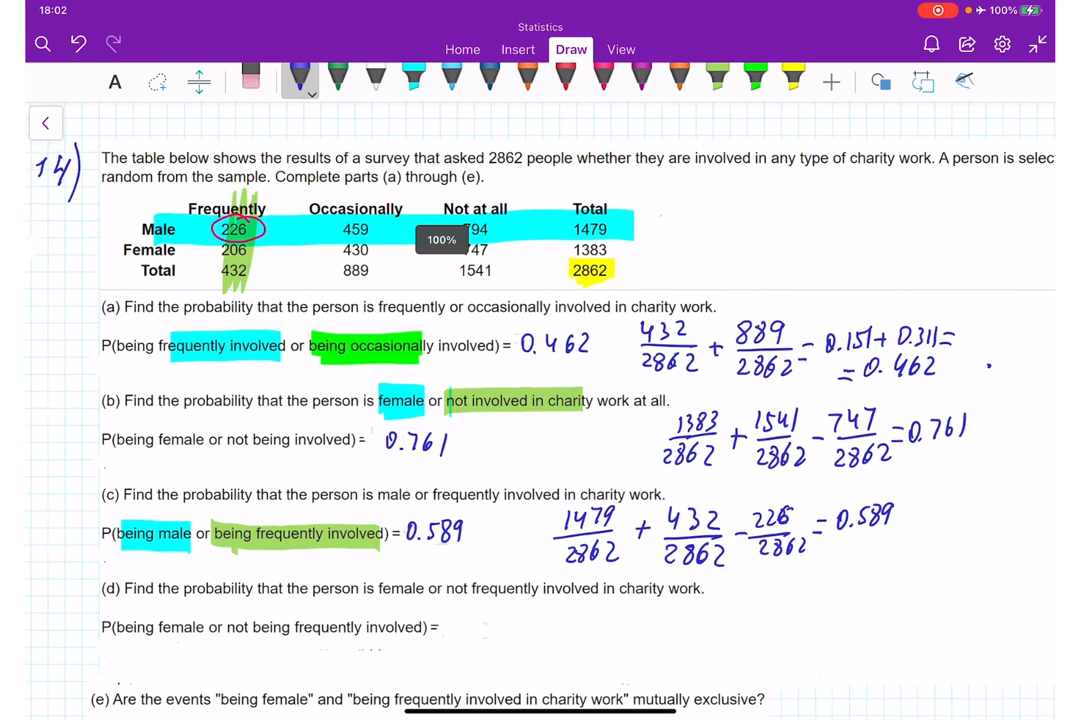 18:02
100%
Statistics
Home Insert Draw View
A
14)
The table below shows the results of a survey that asked 2862 people whether they are involved in any type of charity work. A person is selec
random from the sample. Complete parts (a) through (e).
Frequently Occasionally Not at all Total
Male 226 459 794 1479
100%
Female 206 430 747 1383
Total 432 889 1541 2862
(a) Find the probability that the person is frequently or occasionally involved in charity work.
P(being frequently involved or being occasionally involved) = 0.462
432/2862 + 889/2862 = 0.151 + 0.311 =
= 0.462
(b) Find the probability that the person is female or not involved in charity work at all.
P(being female or not being involved) = 0.761
1383/2862 + 1541/2862 - 747/2862 = 0.761
(c) Find the probability that the person is male or frequently involved in charity work.
P(being male or being frequently involved) = 0.589
1479/2862 + 432/2862 - 226/2862 = 0.589
(d) Find the probability that the person is female or not frequently involved in charity work.
P(being female or not being frequently involved) =
(e) Are the events "being female" and "being frequently involved in charity work" mutually exclusive?